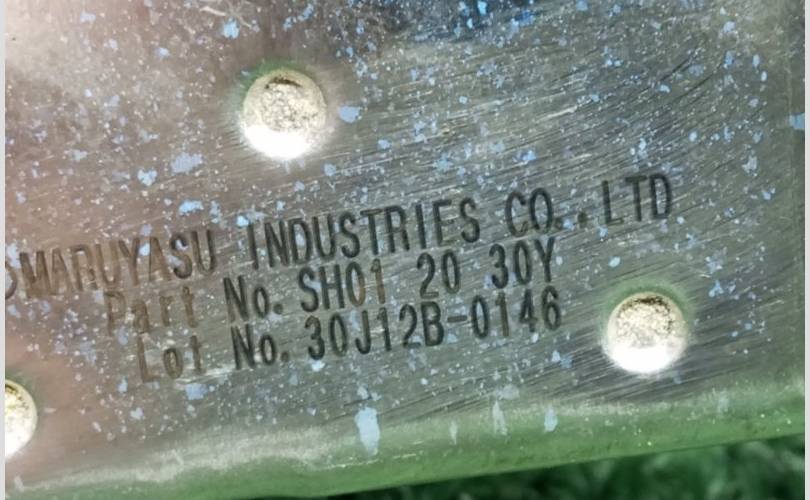 MARUYASU INDUSTRIES CO., LTD
Part No. SH01 20 30Y
Lot No. 30J12B-0146